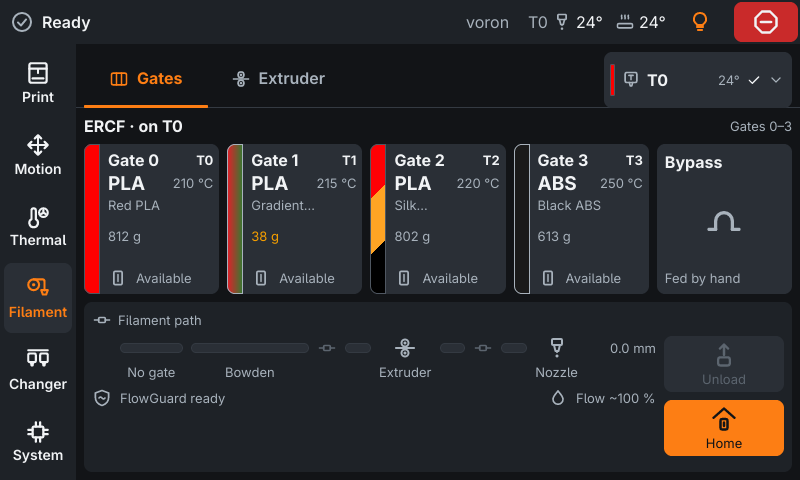 Ready
voron T0 24° 24°
Print
Motion
Thermal
Filament
Changer
System
Gates Extruder
T0 24°
ERCF · on T0
Gates 0–3
Gate 0 T0
PLA 210 °C
Red PLA
812 g
Available
Gate 1 T1
PLA 215 °C
Gradient...
38 g
Available
Gate 2 T2
PLA 220 °C
Silk...
802 g
Available
Gate 3 T3
ABS 250 °C
Black ABS
613 g
Available
Bypass
Fed by hand
Filament path
0.0 mm
No gate Bowden Extruder Nozzle
FlowGuard ready Flow ~100 %
Unload
Home